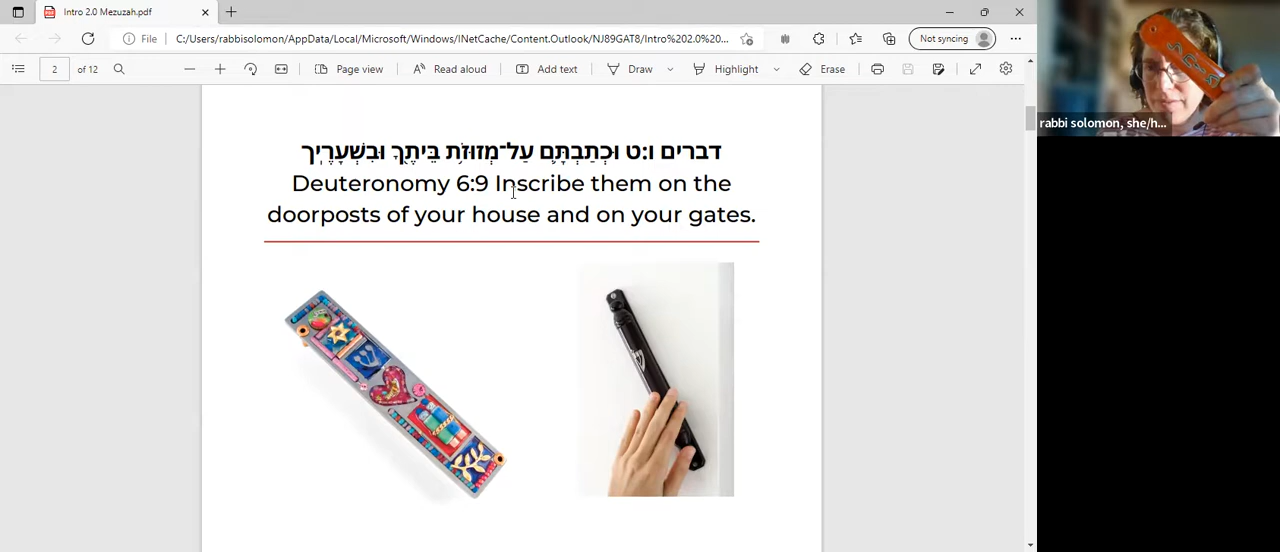 Intro 2.0 Mezuzah.pdf
File
C:/Users/rabbisolomon/AppData/Local/Microsoft/Windows/INetCache/Content.Outlook/NJ89GAT8/Intro%202.0%20...
Not syncing
2 of 12
Page view
Read aloud
Add text
Draw
Highlight
Erase
rabbi solomon, she/h...
דברים ו:ט וּכְתַבְתָּ֛ם עַל־מְזוּזֹ֥ת בֵּיתֶ֖ךָ וּבִשְׁעָרֶֽיךָ
Deuteronomy 6:9 Inscribe them on the
doorposts of your house and on your gates.
ש
ש